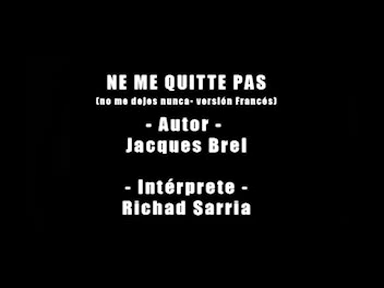 NE ME QUITTE PAS
(no me dejes nunca- versión Francés)
- Autor -
Jacques Brel
- Intérprete -
Richad Sarria